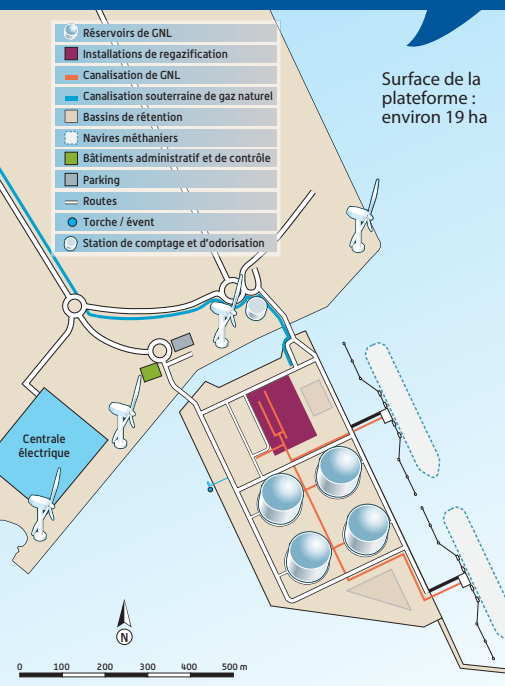 Réservoirs de GNL
Installations de regazification
Canalisation de GNL
Canalisation souterraine de gaz naturel
Bassins de rétention
Navires méthaniers
Bâtiments administratif et de contrôle
Parking
Routes
Torche / évent
Station de comptage et d'odorisation
Surface de la
plateforme :
environ 19 ha
Centrale
électrique
N
0 100 200 300 400 500 m